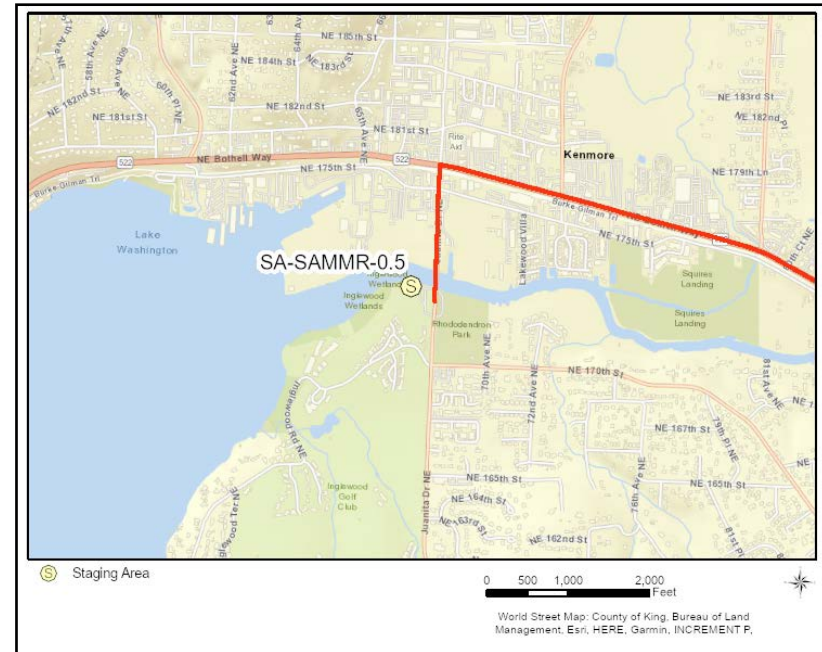 NE 185th St
64th Ave NE
NE 184th St
NE 183rd St
62nd Ave NE
58th Ave NE
60th Pl NE
NE 182nd St
NE 182nd St
NE 181st St
65th Ave NE
NE 181st St
Rite
Aid
NE 183rd St
NE 182nd Pl
Kenmore
NE 179th Ln
522
NE Bothell Way
522
NE 175th St
Burke Gilman Trl
Burke Gilman Trl
NE 175th St
Lakewood Villa
Lake
Washington
SA-SAMMR-0.5
S
Inglewood
Wetlands
Inglewood
Wetlands
Squires
Landing
Squires
Landing
Rhododendron
Park
70th Ave NE
72nd Ave NE
NE 170th St
81st Ave NE
Inglewood Rd NE
NE 167th St
79th Pl NE
76th Ave NE
NE 165th St
NE 165th St
NE 164th St
NE 163rd St
NE 162nd St
Juanita Dr NE
Inglewood
Golf
Club
81st Pl
S Staging Area
0 500 1,000 2,000
Feet
World Street Map: County of King, Bureau of Land
Management, Esri, HERE, Garmin, INCREMENT P,